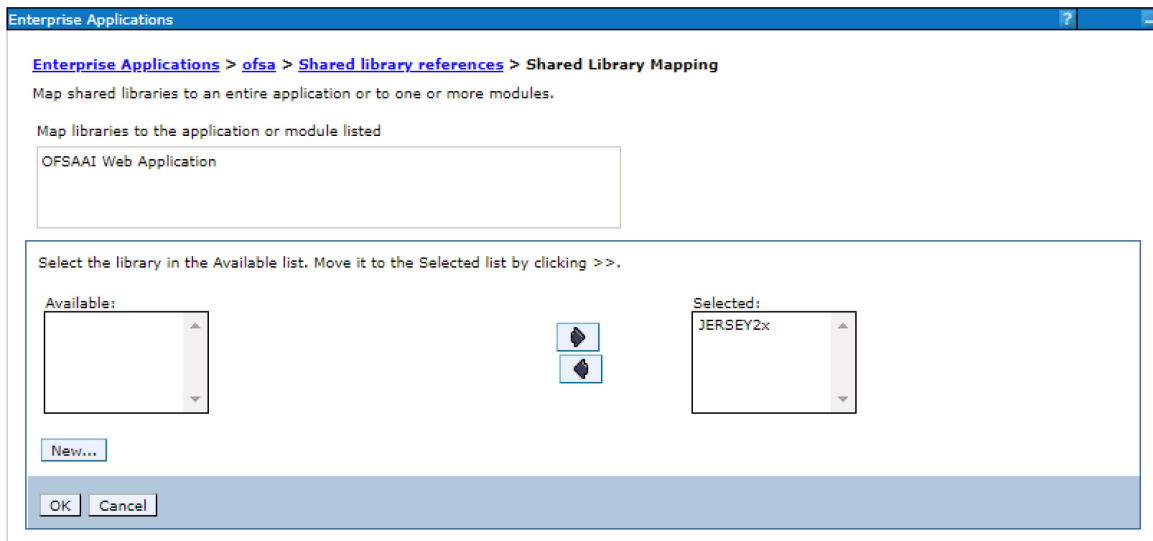 Enterprise Applications ?
Enterprise Applications > ofsa > Shared library references > Shared Library Mapping
Map shared libraries to an entire application or to one or more modules.
Map libraries to the application or module listed
OFSAAI Web Application
Select the library in the Available list. Move it to the Selected list by clicking >>.
Available: Selected:
JERSEY2x
New...
OK Cancel